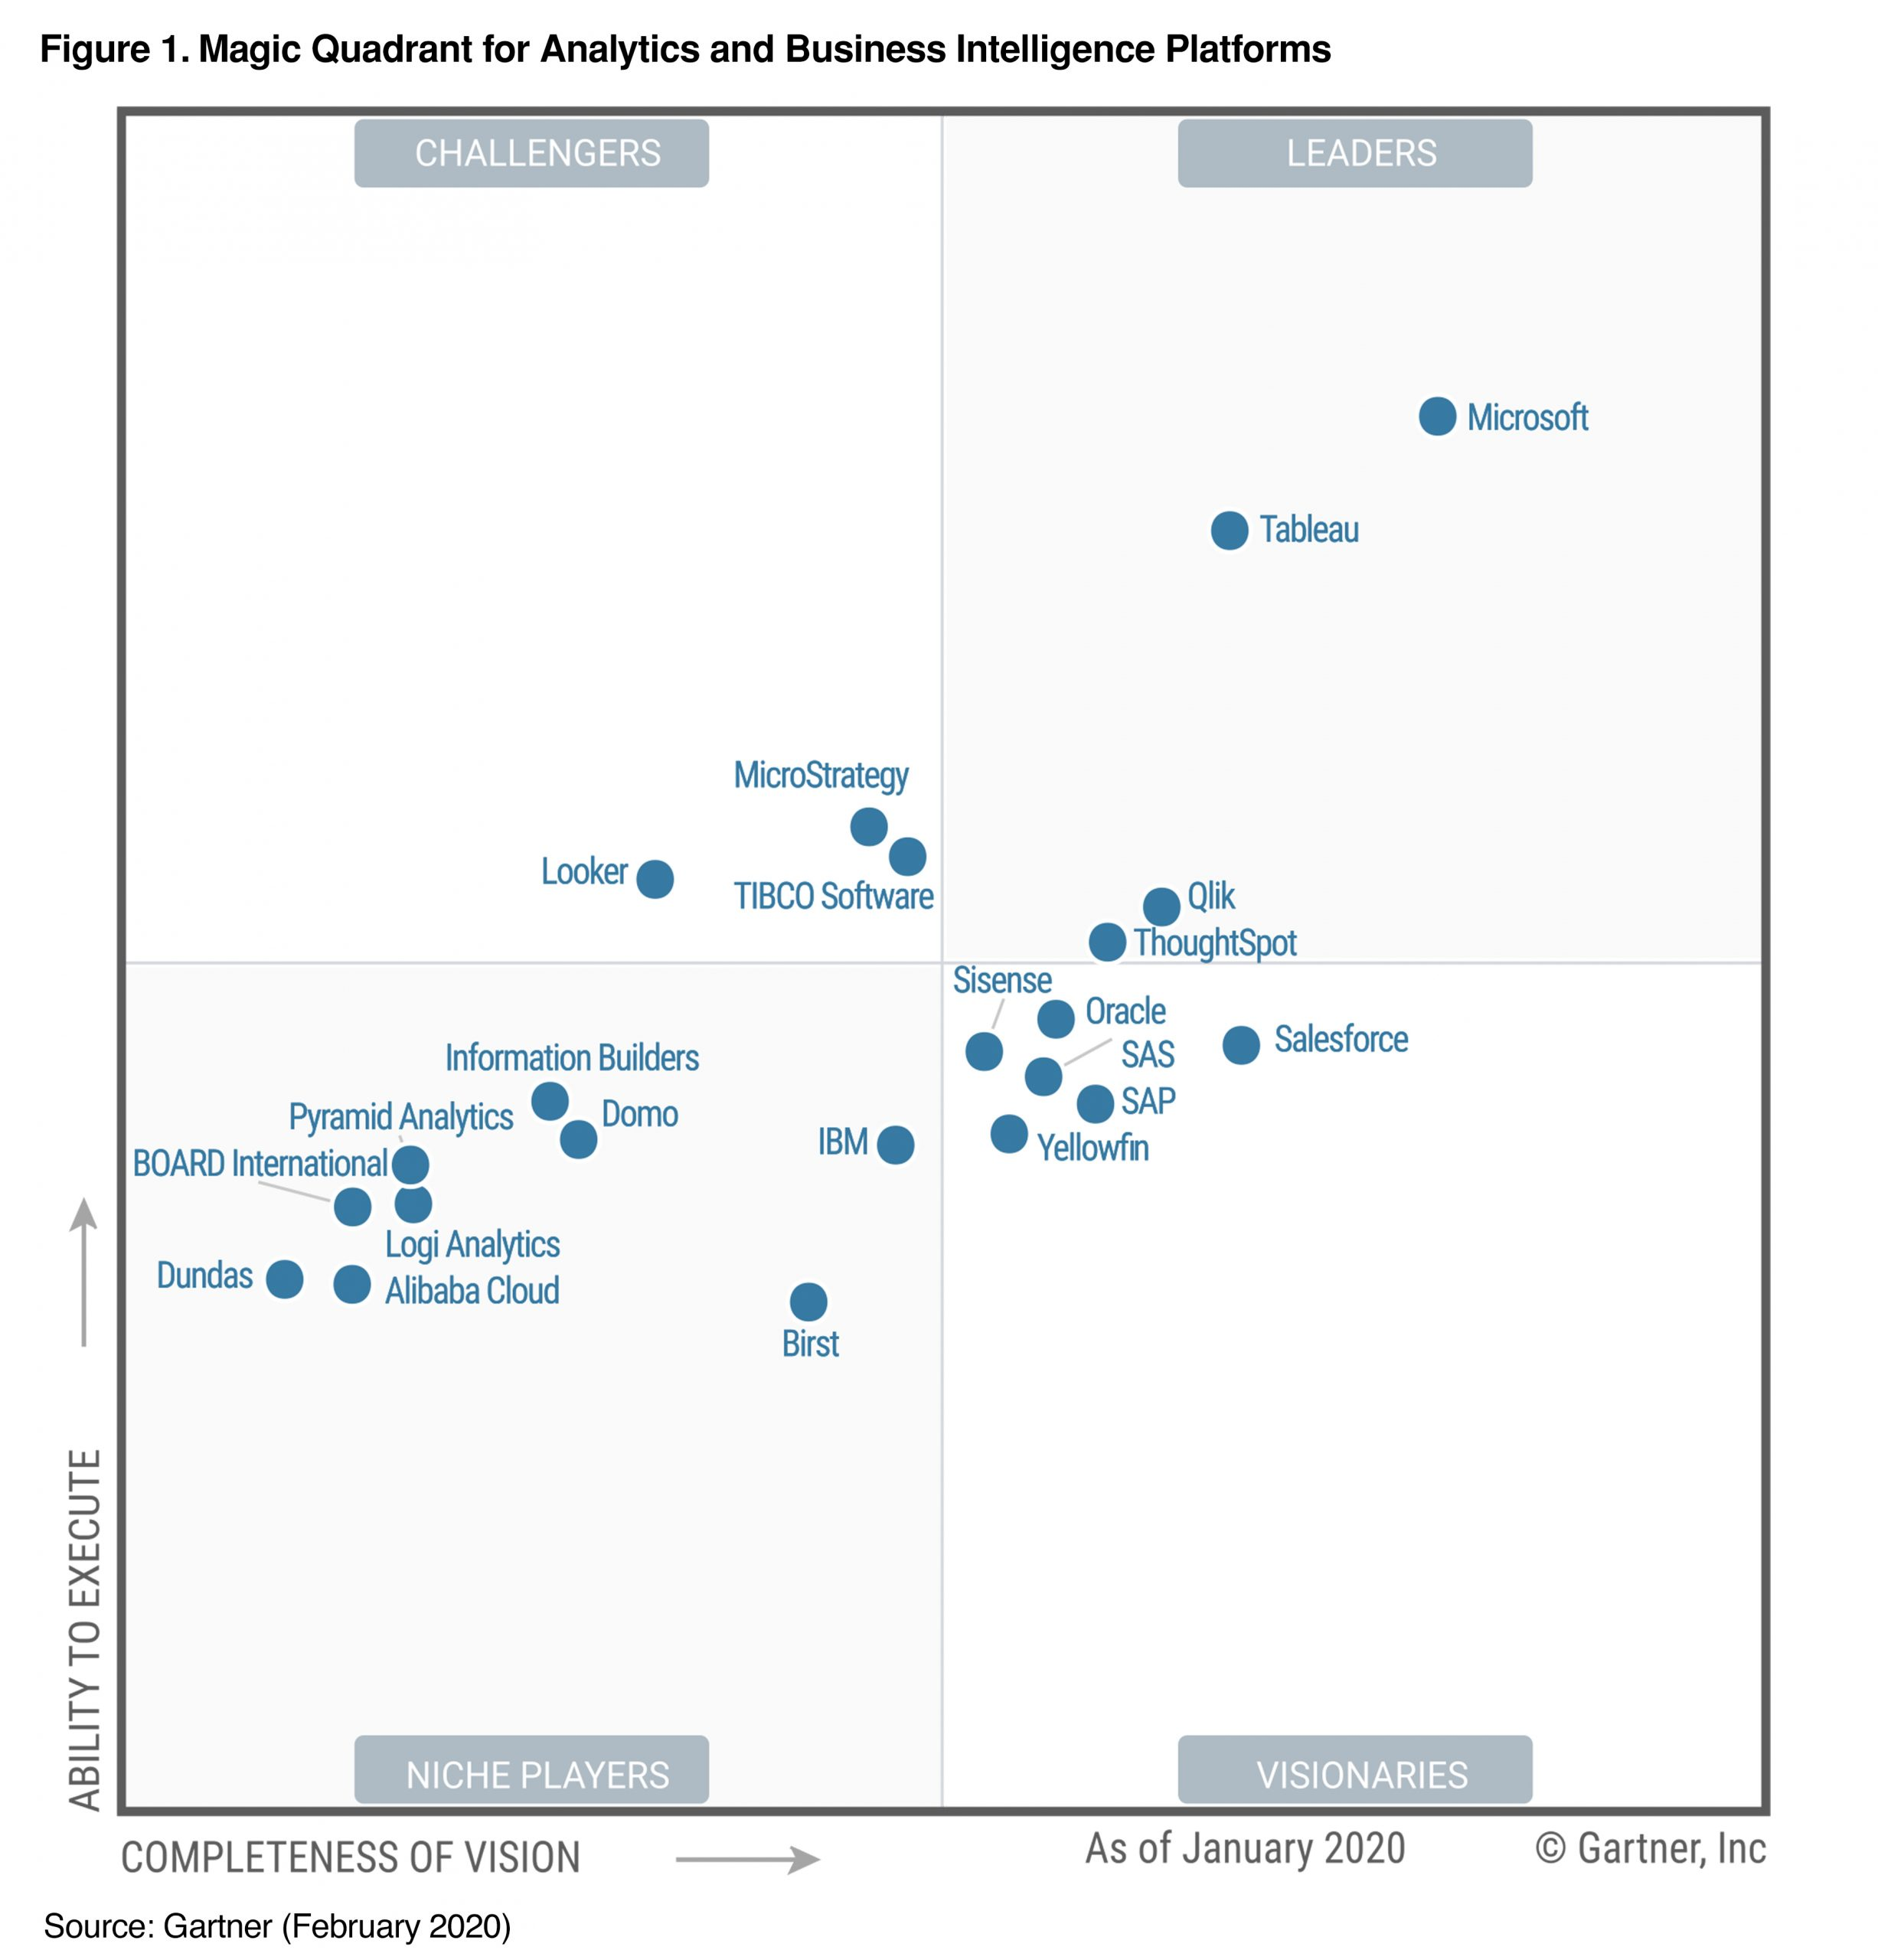 Figure 1. Magic Quadrant for Analytics and Business Intelligence Platforms
CHALLENGERS
LEADERS
Microsoft
Tableau
MicroStrategy
Looker
TIBCO Software
Qlik
ThoughtSpot
Sisense
Oracle
Salesforce
SAS
Information Builders
SAP
Pyramid Analytics
Domo
IBM
Yellowfin
BOARD International
Logi Analytics
Dundas
Alibaba Cloud
Birst
NICHE PLAYERS
VISIONARIES
ABILITY TO EXECUTE
COMPLETENESS OF VISION
As of January 2020
© Gartner, Inc
Source: Gartner (February 2020)